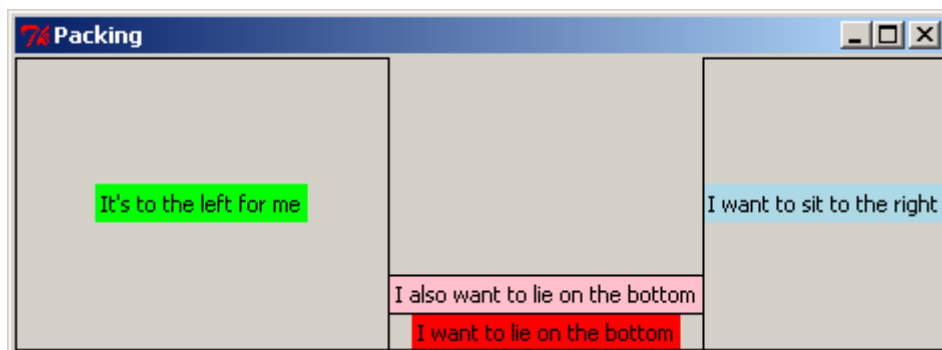 Packing
It's to the left for me
I want to sit to the right
I also want to lie on the bottom
I want to lie on the bottom